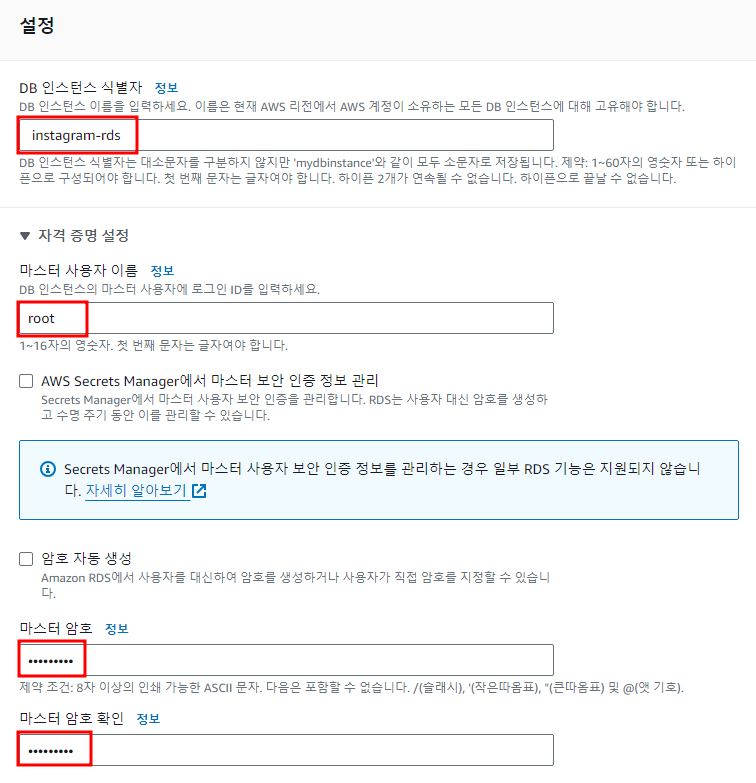 설정
DB 인스턴스 식별자 정보
DB 인스턴스 이름을 입력하세요. 이름은 현재 AWS 리전에서 AWS 계정이 소유하는 모든 DB 인스턴스에 대해 고유해야 합니다.
instagram-rds
DB 인스턴스 식별자는 대소문자를 구분하지 않지만 'mydbinstance'와 같이 모두 소문자로 저장됩니다. 제약: 1~60자의 영숫자 또는 하이
픈으로 구성되어야 합니다. 첫 번째 문자는 글자여야 합니다. 하이픈 2개가 연속될 수 없습니다. 하이픈으로 끝날 수 없습니다.
▼ 자격 증명 설정
마스터 사용자 이름 정보
DB 인스턴스의 마스터 사용자에 로그인 ID를 입력하세요.
root
1~16자의 영숫자. 첫 번째 문자는 글자여야 합니다.
AWS Secrets Manager에서 마스터 보안 인증 정보 관리
Secrets Manager에서 마스터 사용자 보안 인증을 관리합니다. RDS는 사용자 대신 암호를 생성하
고 수명 주기 동안 이를 관리할 수 있습니다.
Secrets Manager에서 마스터 사용자 보안 인증 정보를 관리하는 경우 일부 RDS 기능은 지원되지 않습니
다. 자세히 알아보기
암호 자동 생성
Amazon RDS에서 사용자를 대신하여 암호를 생성하거나 사용자가 직접 암호를 지정할 수 있습니
다.
마스터 암호 정보
•••••••••
제약 조건: 8자 이상의 인쇄 가능한 ASCII 문자. 다음은 포함할 수 없습니다. /(슬래시), '(작은따옴표), "(큰따옴표) 및 @(앳 기호).
마스터 암호 확인 정보
•••••••••